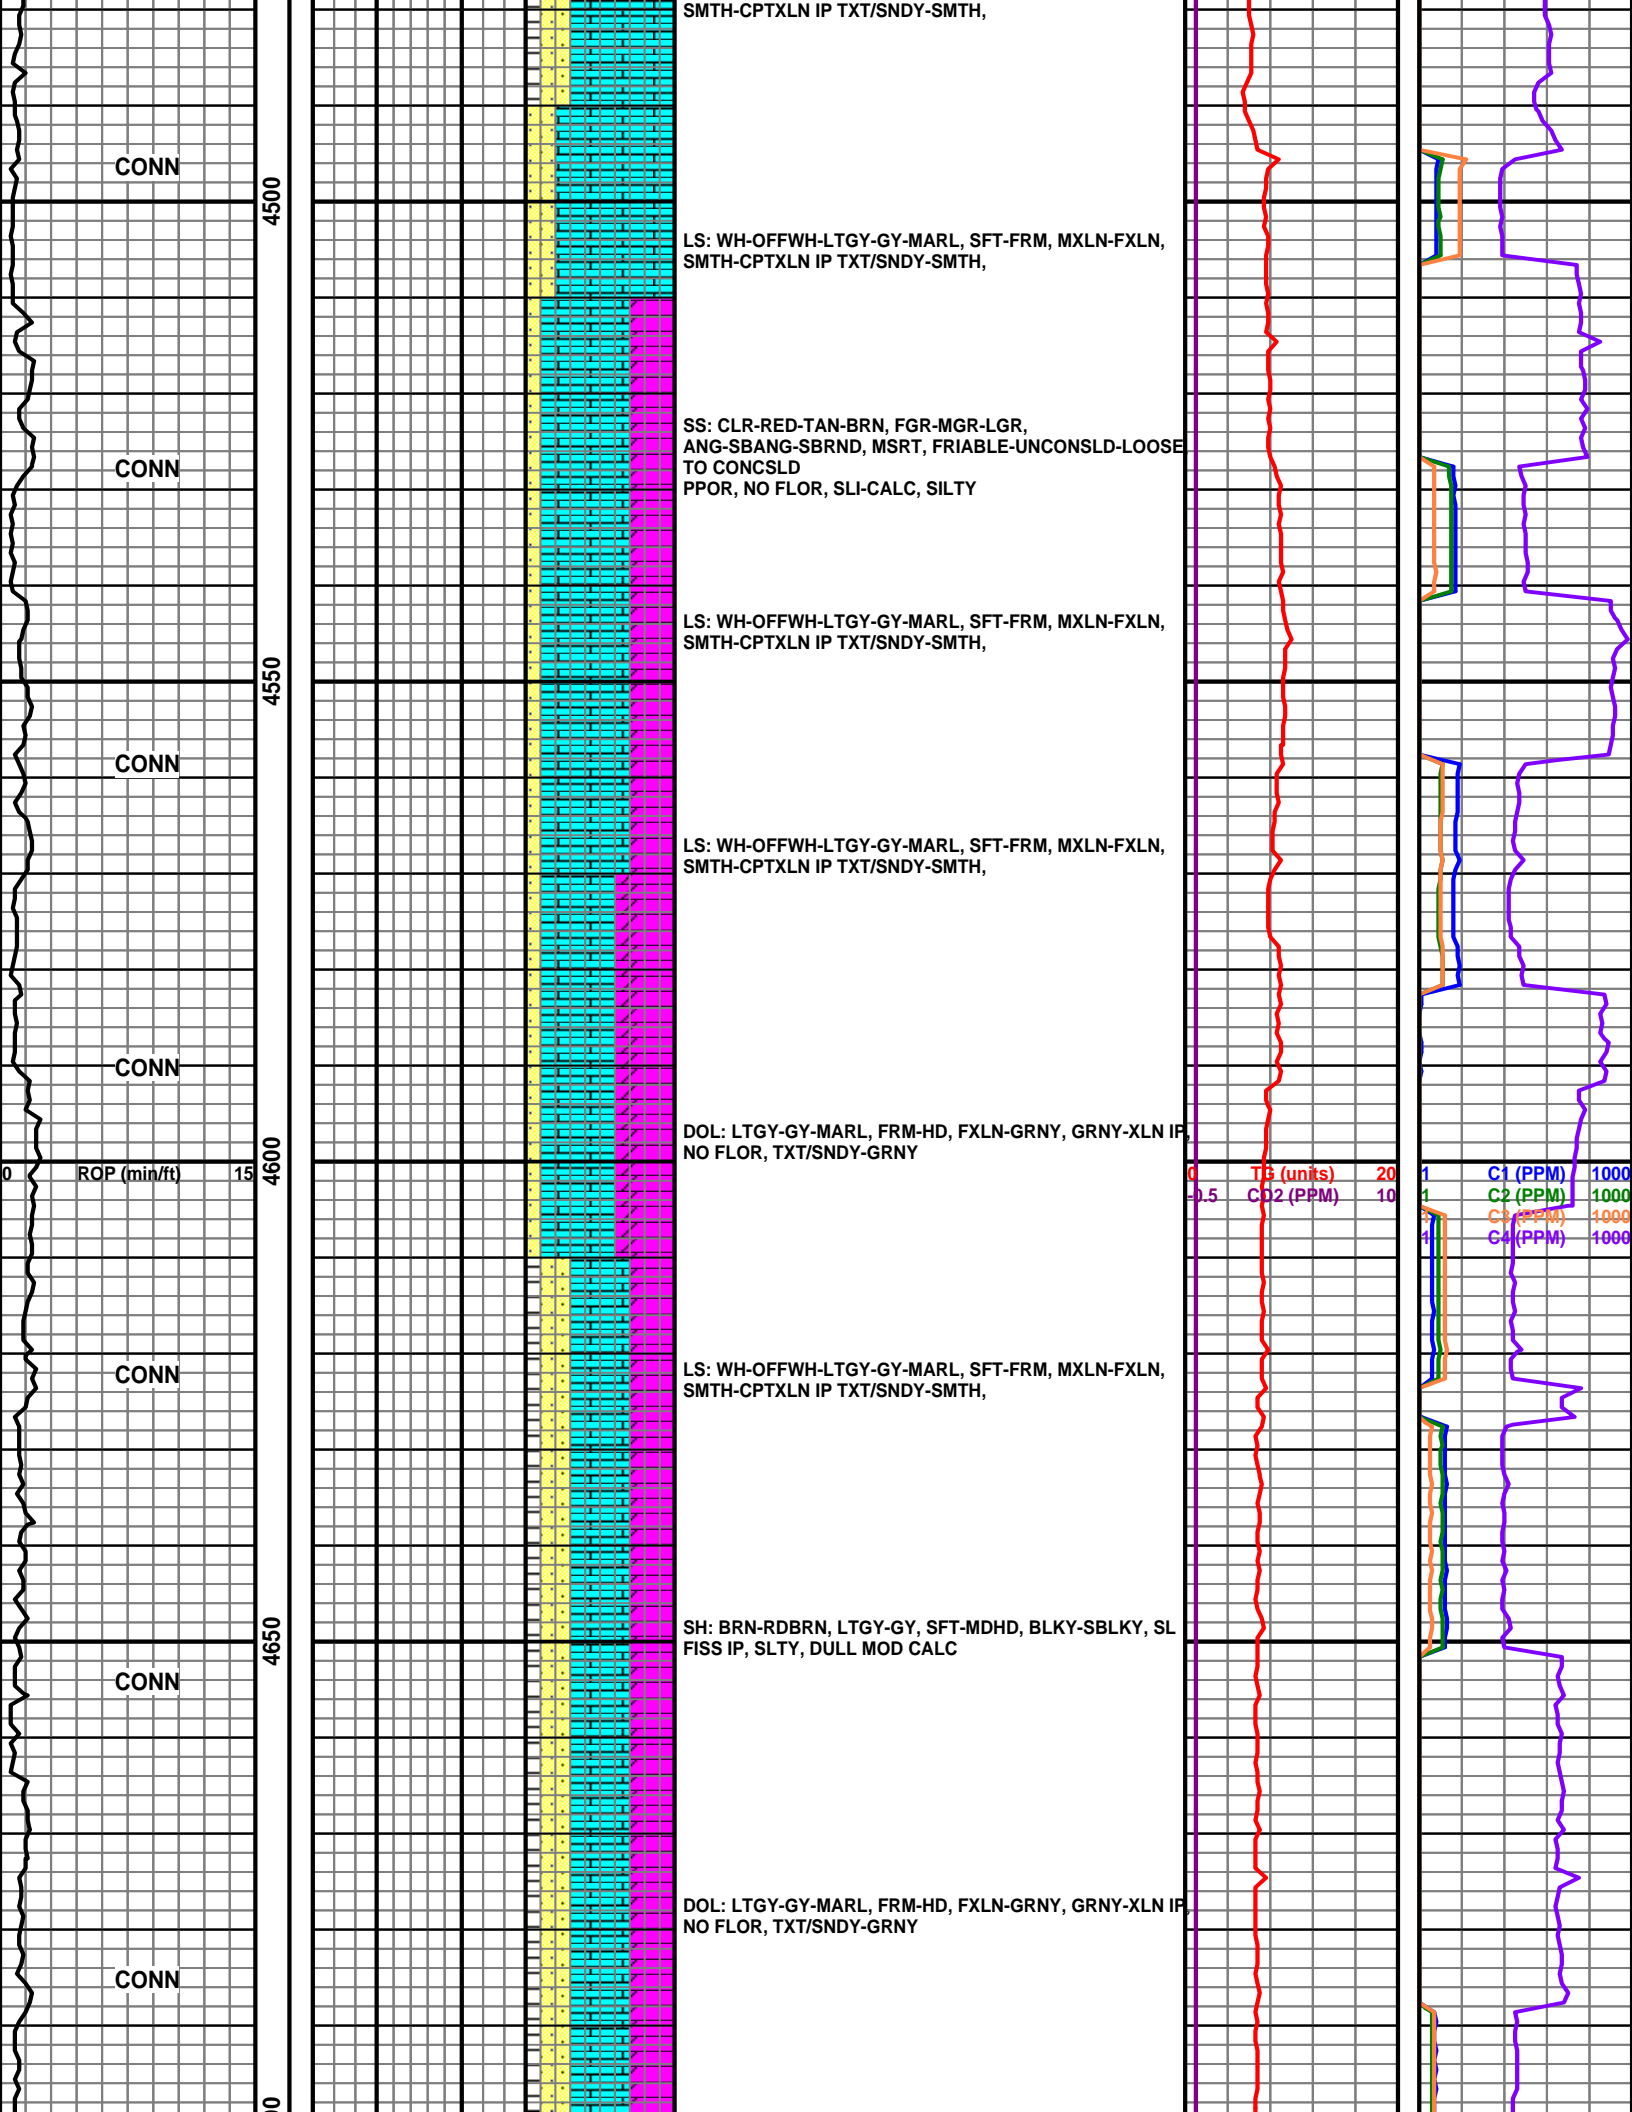 SMTH-CPTXLN IP TXT/SNDY-SMTH,
CONN
4500
LS: WH-OFFWH-LTGY-GY-MARL, SFT-FRM, MXLN-FXLN,
SMTH-CPTXLN IP TXT/SNDY-SMTH,
SS: CLR-RED-TAN-BRN, FGR-MGR-LGR,
ANG-SBANG-SBRND, MSRT, FRIABLE-UNCONSLD-LOOSE
TO CONCSLD
PPOR, NO FLOR, SLI-CALC, SILTY
CONN
LS: WH-OFFWH-LTGY-GY-MARL, SFT-FRM, MXLN-FXLN,
SMTH-CPTXLN IP TXT/SNDY-SMTH,
4550
CONN
LS: WH-OFFWH-LTGY-GY-MARL, SFT-FRM, MXLN-FXLN,
SMTH-CPTXLN IP TXT/SNDY-SMTH,
CONN
DOL: LTGY-GY-MARL, FRM-HD, FXLN-GRNY, GRNY-XLN IP,
NO FLOR, TXT/SNDY-GRNY
4600
0 ROP (min/ft) 15
0 TG (units) 20
1 C1 (PPM) 1000
-0.5 CO2 (PPM) 10
1 C2 (PPM) 1000
1 C3 (PPM) 1000
1 C4 (PPM) 1000
CONN
LS: WH-OFFWH-LTGY-GY-MARL, SFT-FRM, MXLN-FXLN,
SMTH-CPTXLN IP TXT/SNDY-SMTH,
4650
SH: BRN-RDBRN, LTGY-GY, SFT-MDHD, BLKY-SBLKY, SL
FISS IP, SLTY, DULL MOD CALC
CONN
DOL: LTGY-GY-MARL, FRM-HD, FXLN-GRNY, GRNY-XLN IP,
NO FLOR, TXT/SNDY-GRNY
CONN